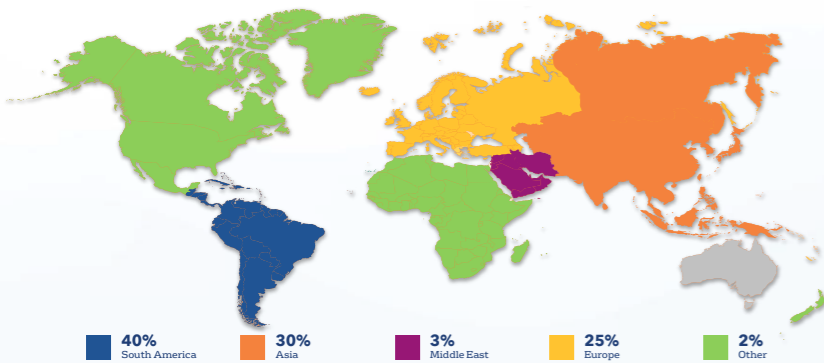 40%
South America
30%
Asia
3%
Middle East
25%
Europe
2%
Other